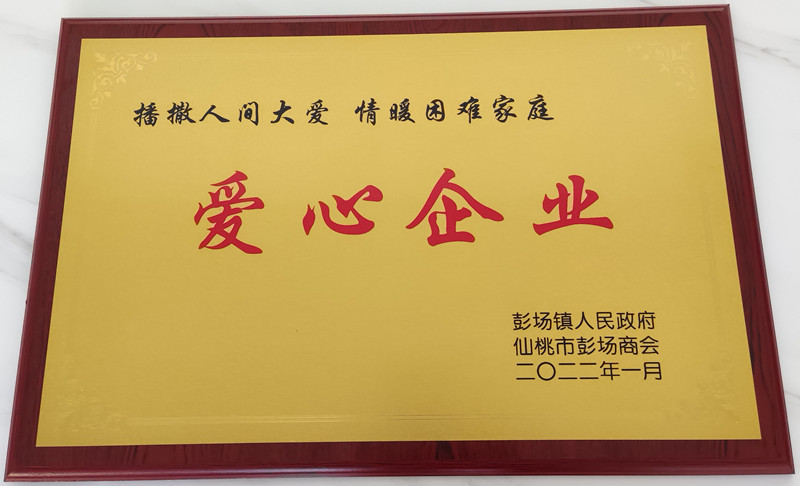 播撒人间大爱 情暖困难家庭
爱心企业
彭场镇人民政府
仙桃市彭场商会
二〇二二年一月